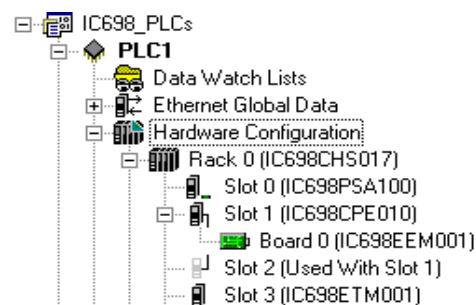 IC698_PLCs
PLC1
Data Watch Lists
Ethernet Global Data
Hardware Configuration
Rack 0 (IC698CHS017)
Slot 0 (IC698PSA100)
Slot 1 (IC698CPE010)
Board 0 (IC698EEM001)
Slot 2 (Used With Slot 1)
Slot 3 (IC698ETM001)